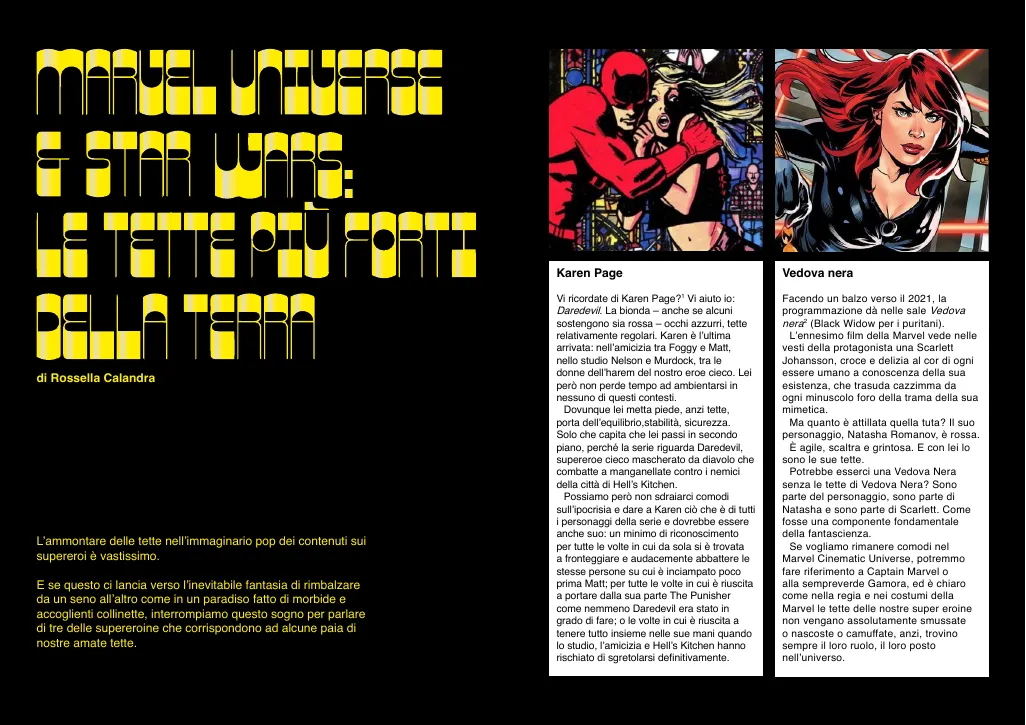 MARVEL UNIVERSE
& STAR WARS:
LE TETTE PIÙ FORTI
DELLA TERRA
di Rossella Calandra
L'ammontare delle tette nell'immaginario pop dei contenuti sui
supereroi è vastissimo.
E se questo ci lancia verso l'inevitabile fantasia di rimbalzare
da un seno all'altro come in un paradiso fatto di morbide e
accoglienti collinette, interrompiamo questo sogno per parlare
di tre delle supereroine che corrispondono ad alcune paia di
nostre amate tette.
Karen Page
Vi ricordate di Karen Page?¹ Vi aiuto io:
Daredevil. La bionda – anche se alcuni
sostengono sia rossa – occhi azzurri, tette
relativamente regolari. Karen è l'ultima
arrivata: nell'amicizia tra Foggy e Matt,
nello studio Nelson e Murdock, tra le
donne dell'harem del nostro eroe cieco. Lei
però non perde tempo ad ambientarsi in
nessuno di questi contesti.
Dovunque lei metta piede, anzi tette,
porta dell'equilibrio,stabilità, sicurezza.
Solo che capita che lei passi in secondo
piano, perché la serie riguarda Daredevil,
supereroe cieco mascherato da diavolo che
combatte a manganellate contro i nemici
della città di Hell's Kitchen.
Possiamo però non sdraiarci comodi
sull'ipocrisia e dare a Karen ciò che è di tutti
i personaggi della serie e dovrebbe essere
anche suo: un minimo di riconoscimento
per tutte le volte in cui da sola si è trovata
a fronteggiare e audacemente abbattere le
stesse persone su cui è inciampato poco
prima Matt; per tutte le volte in cui è riuscita
a portare dalla sua parte The Punisher
come nemmeno Daredevil era stato in
grado di fare; o le volte in cui è riuscita a
tenere tutto insieme nelle sue mani quando
lo studio, l'amicizia e Hell's Kitchen hanno
rischiato di sgretolarsi definitivamente.
Vedova nera
Facendo un balzo verso il 2021, la
programmazione dà nelle sale Vedova
nera² (Black Widow per i puritani).
L'ennesimo film della Marvel vede nelle
vesti della protagonista una Scarlett
Johansson, croce e delizia al cor di ogni
essere umano a conoscenza della sua
esistenza, che trasuda cazzimma da
ogni minuscolo foro della trama della sua
mimetica.
Ma quanto è attillata quella tuta? Il suo
personaggio, Natasha Romanov, è rossa.
È agile, scaltra e grintosa. E con lei lo
sono le sue tette.
Potrebbe esserci una Vedova Nera
senza le tette di Vedova Nera? Sono
parte del personaggio, sono parte di
Natasha e sono parte di Scarlett. Come
fosse una componente fondamentale
della fantascienza.
Se vogliamo rimanere comodi nel
Marvel Cinematic Universe, potremmo
fare riferimento a Captain Marvel o
alla sempreverde Gamora, ed è chiaro
come nella regia e nei costumi della
Marvel le tette delle nostre super eroine
non vengano assolutamente smussate
o nascoste o camuffate, anzi, trovino
sempre il loro ruolo, il loro posto
nell'universo.